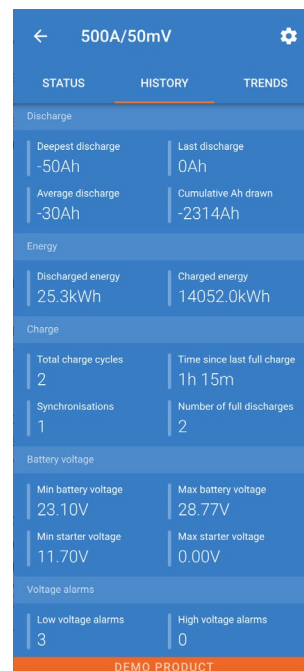 500A/50mV
STATUS HISTORY TRENDS
Discharge
Deepest discharge Last discharge
-50Ah 0Ah
Average discharge Cumulative Ah drawn
-30Ah -2314Ah
Energy
Discharged energy Charged energy
25.3kWh 14052.0kWh
Charge
Total charge cycles Time since last full charge
2 1h 15m
Synchronisations Number of full discharges
1 2
Battery voltage
Min battery voltage Max battery voltage
23.10V 28.77V
Min starter voltage Max starter voltage
11.70V 0.00V
Voltage alarms
Low voltage alarms High voltage alarms
3 0
DEMO PRODUCT